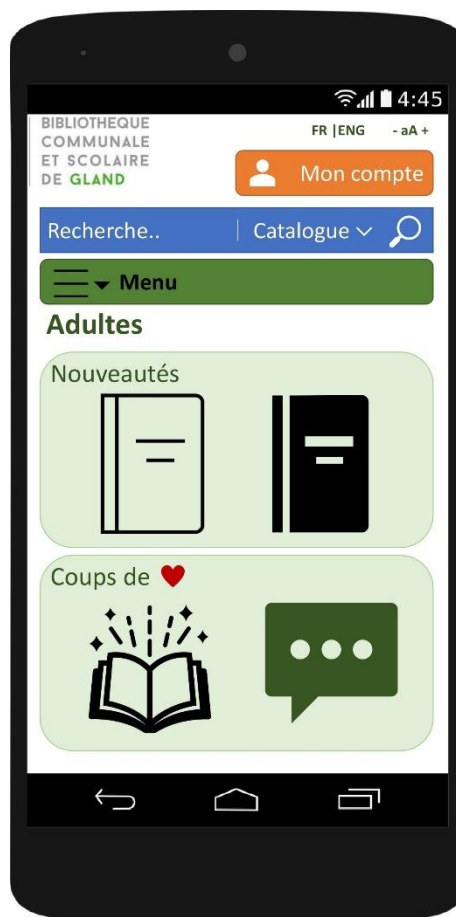 4:45
BIBLIOTHEQUE
COMMUNALE
ET SCOLAIRE
DE GLAND
FR |ENG - aA +
Mon compte
Recherche.. | Catalogue
Menu
Adultes
Nouveautés
Coups de